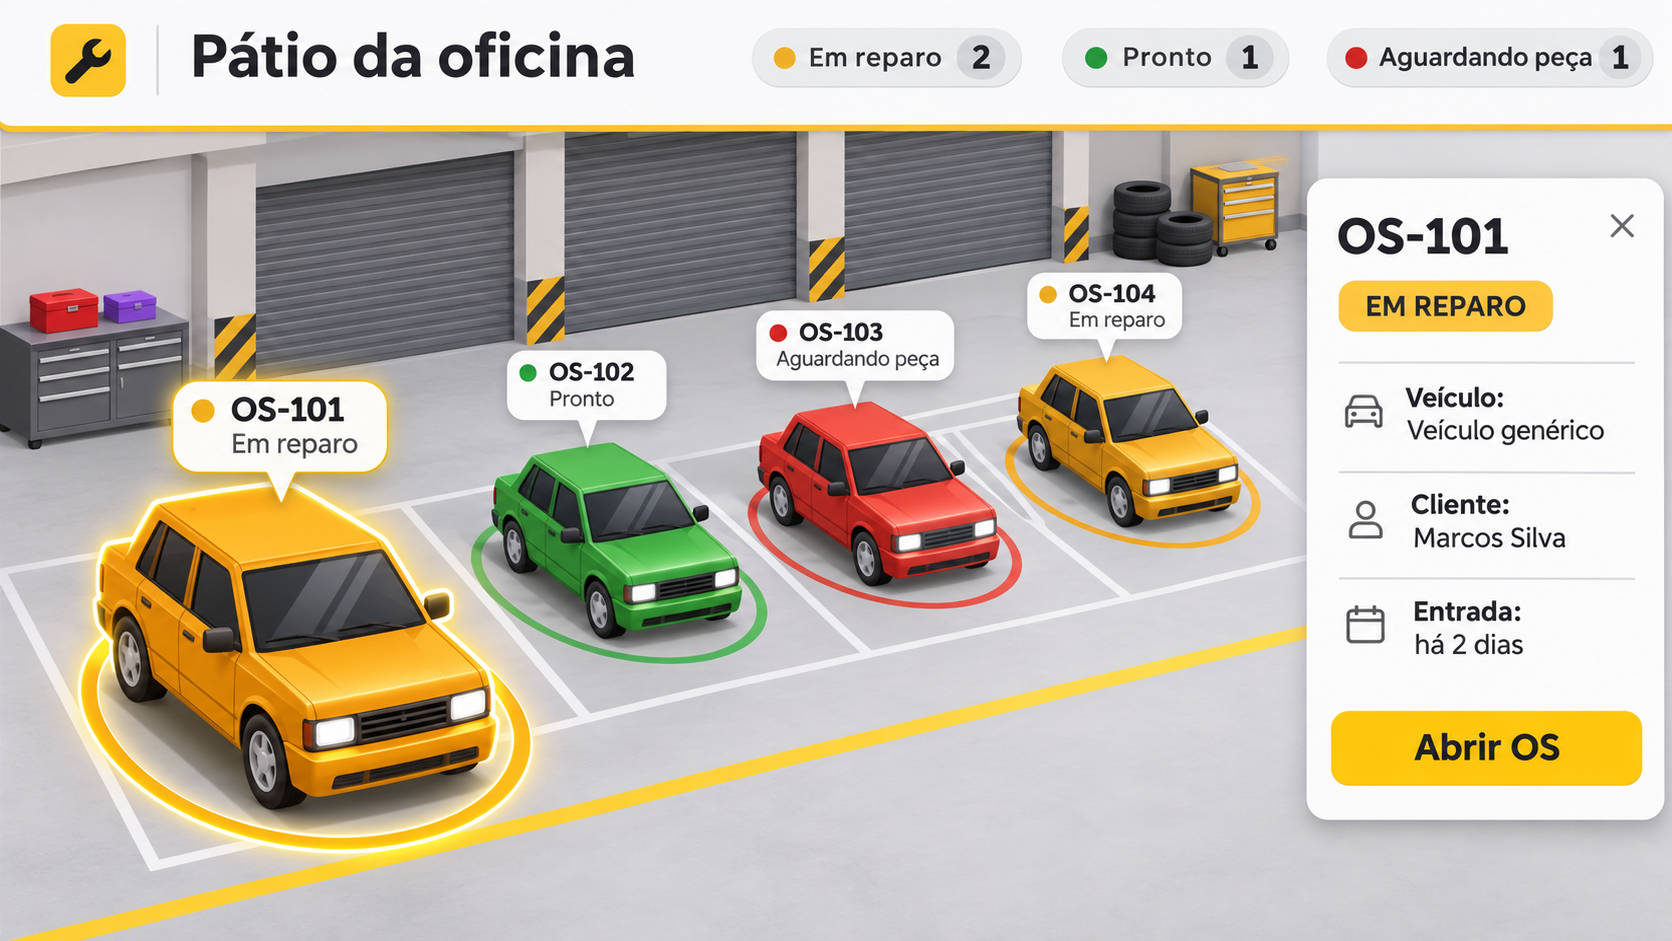 Pátio da oficina
Em reparo 2
Pronto 1
Aguardando peça 1
OS-101
Em reparo
OS-102
Pronto
OS-103
Aguardando peça
OS-104
Em reparo
OS-101
EM REPARO
Veículo:
Veículo genérico
Cliente:
Marcos Silva
Entrada:
há 2 dias
Abrir OS